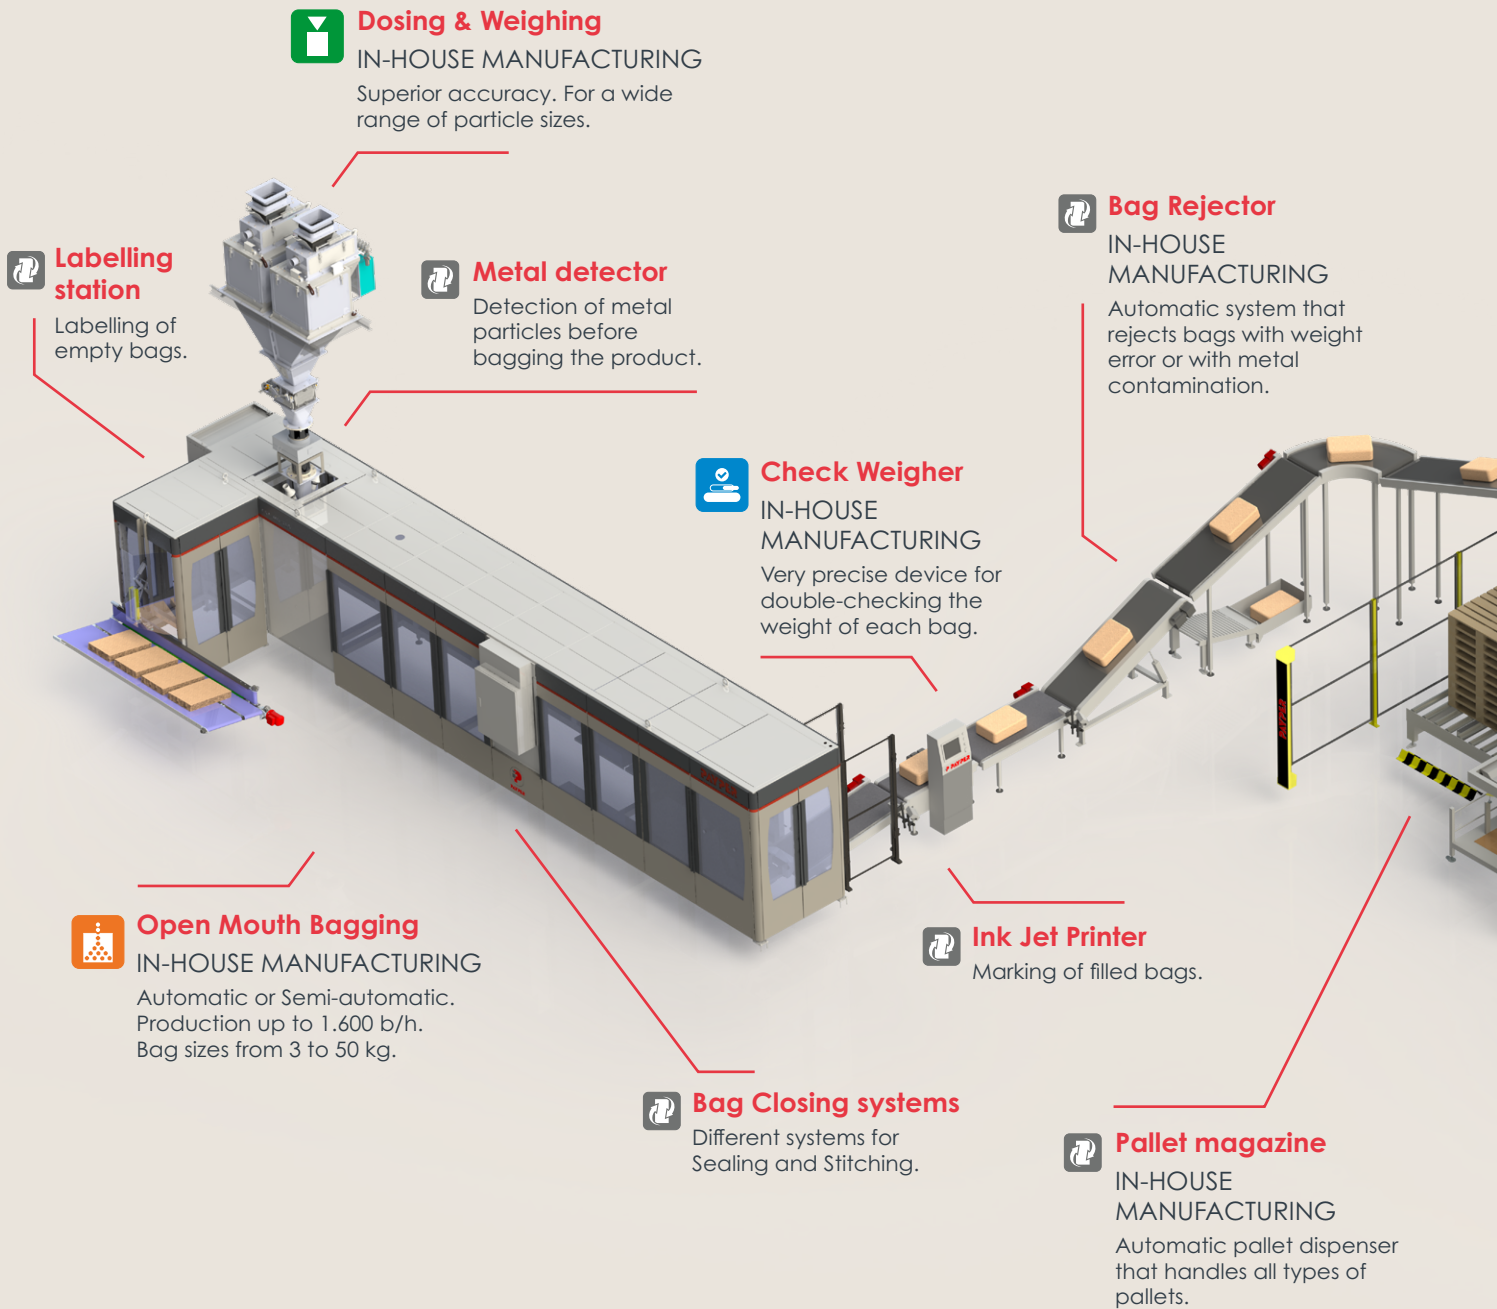 Dosing & Weighing
IN-HOUSE MANUFACTURING
Superior accuracy. For a wide
range of particle sizes.
Labelling
station
Labelling of
empty bags.
Metal detector
Detection of metal
particles before
bagging the product.
Bag Rejector
IN-HOUSE
MANUFACTURING
Automatic system that
rejects bags with weight
error or with metal
contamination.
Check Weigher
IN-HOUSE
MANUFACTURING
Very precise device for
double-checking the
weight of each bag.
PAYPER
PAYPER
PAYPER
Open Mouth Bagging
IN-HOUSE MANUFACTURING
Automatic or Semi-automatic.
Production up to 1.600 b/h.
Bag sizes from 3 to 50 kg.
Ink Jet Printer
Marking of filled bags.
Bag Closing systems
Different systems for
Sealing and Stitching.
Pallet magazine
IN-HOUSE
MANUFACTURING
Automatic pallet dispenser
that handles all types of
pallets.